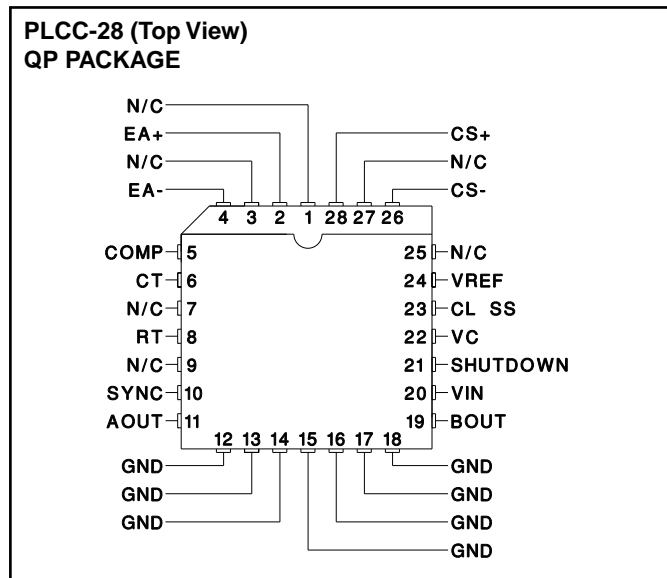 PLCC-28 (Top View)
QP PACKAGE
N/C
EA+ CS+
N/C N/C
EA- CS-
4 3 2 1 28 27 26
COMP 5 25 N/C
CT 6 24 VREF
N/C 7 23 CL SS
RT 8 22 VC
N/C 9 21 SHUTDOWN
SYNC 10 20 VIN
AOUT 11 19 BOUT
12 13 14 15 16 17 18
GND GND
GND GND
GND GND
GND